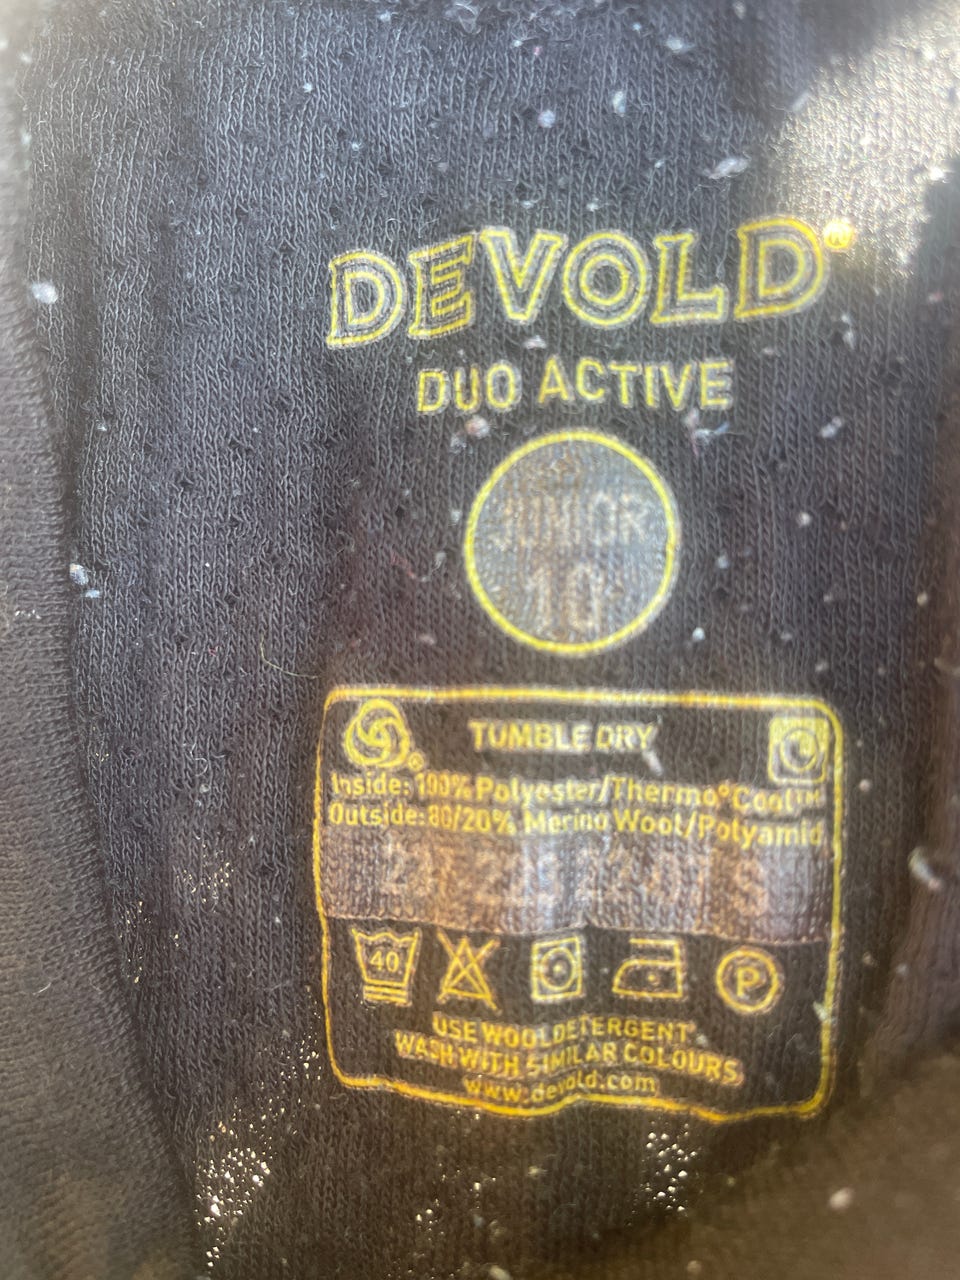 DEVOLD®
DUO ACTIVE
JUNIOR
10
TUMBLE DRY
Inside: 100% Polyester/Thermo°Cool™
Outside: 80/20% Merino Wool/Polyamid
40
P
USE WOOL DETERGENT
WASH WITH SIMILAR COLOURS
www.devold.com